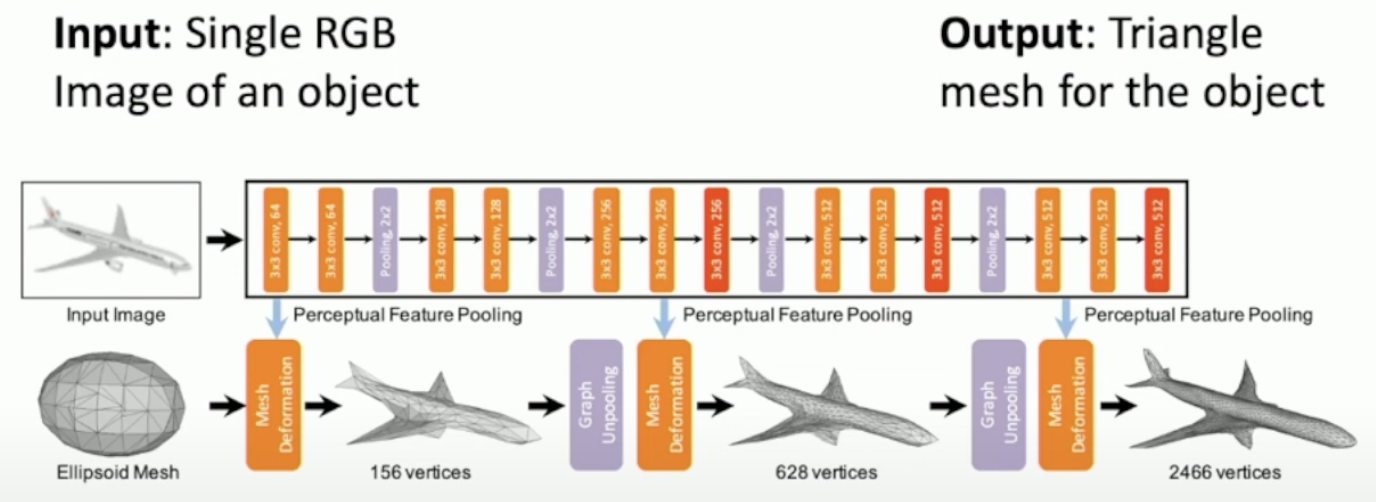 Input: Single RGB
Image of an object
Output: Triangle
mesh for the object
3x3 conv, 64
3x3 conv, 64
Pooling, 2x2
3x3 conv, 128
3x3 conv, 128
Pooling, 2x2
3x3 conv, 256
3x3 conv, 256
3x3 conv, 256
Pooling, 2x2
3x3 conv, 512
3x3 conv, 512
3x3 conv, 512
Pooling, 2x2
3x3 conv, 512
3x3 conv, 512
3x3 conv, 512
Input Image
Perceptual Feature Pooling
Perceptual Feature Pooling
Perceptual Feature Pooling
Mesh
Deformation
Graph
Unpooling
Mesh
Deformation
Graph
Unpooling
Mesh
Deformation
Ellipsoid Mesh
156 vertices
628 vertices
2466 vertices